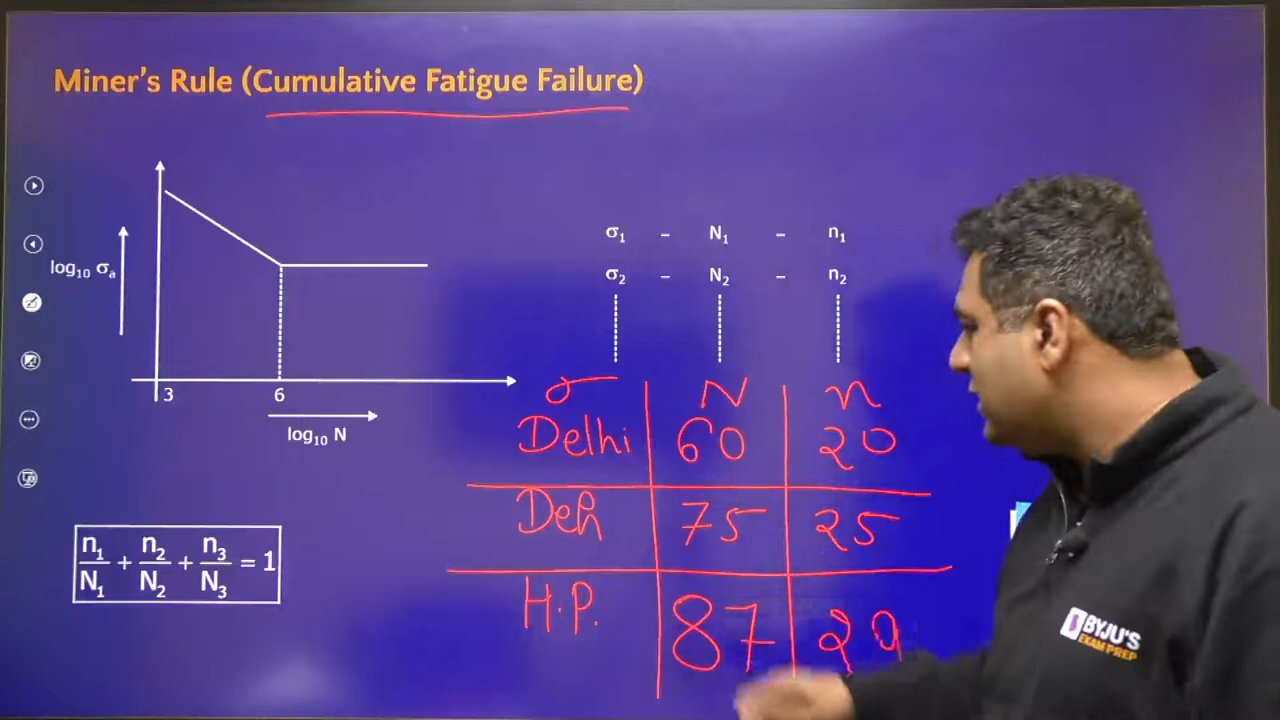 Miner's Rule (Cumulative Fatigue Failure)
σ₁ - N₁ - n₁
log₁₀ σₐ
σ₂ - N₂ - n₂
3 6
log₁₀ N
σ N n
Delhi 60 20
Deh 75 25
n₁/N₁ + n₂/N₂ + n₃/N₃ = 1
H.P. 87 29
BYJU'S
EXAM PREP